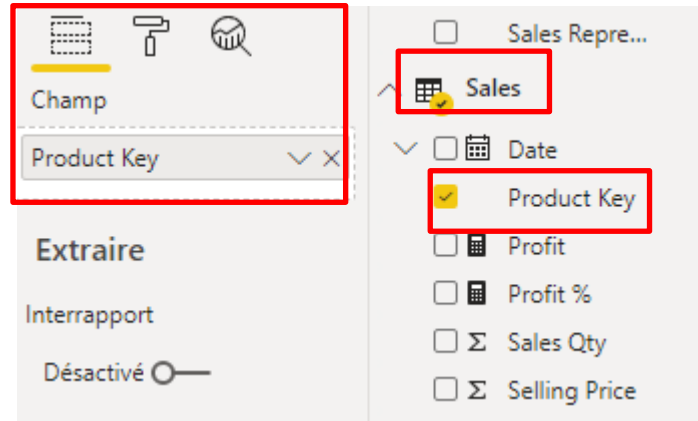 Champ
Product Key
Extraire
Interrapport
Désactivé
Sales Repre...
Sales
Date
Product Key
Profit
Profit %
Σ Sales Qty
Σ Selling Price